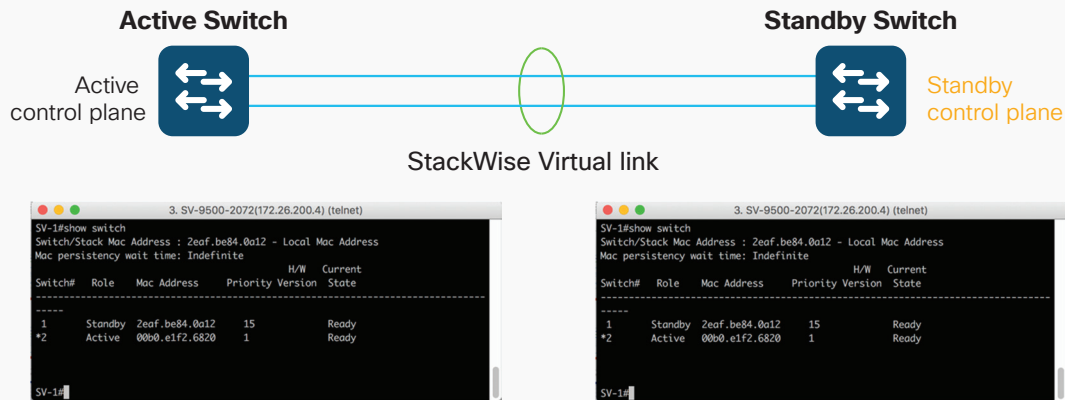 Active Switch
Standby Switch
Active
control plane
Standby
control plane
StackWise Virtual link
3. SV-9500-2072(172.26.200.4) (telnet)
SV-1#show switch
Switch/Stack Mac Address : 2eaf.be84.0a12 - Local Mac Address
Mac persistency wait time: Indefinite
H/W Current
Switch# Role Mac Address Priority Version State
--------------------------------------------------------------------------------
-----
1 Standby 2eaf.be84.0a12 15 Ready
*2 Active 00b0.e1f2.6820 1 Ready
SV-1#
3. SV-9500-2072(172.26.200.4) (telnet)
SV-1#show switch
Switch/Stack Mac Address : 2eaf.be84.0a12 - Local Mac Address
Mac persistency wait time: Indefinite
H/W Current
Switch# Role Mac Address Priority Version State
--------------------------------------------------------------------------------
-----
1 Standby 2eaf.be84.0a12 15 Ready
*2 Active 00b0.e1f2.6820 1 Ready
SV-1#